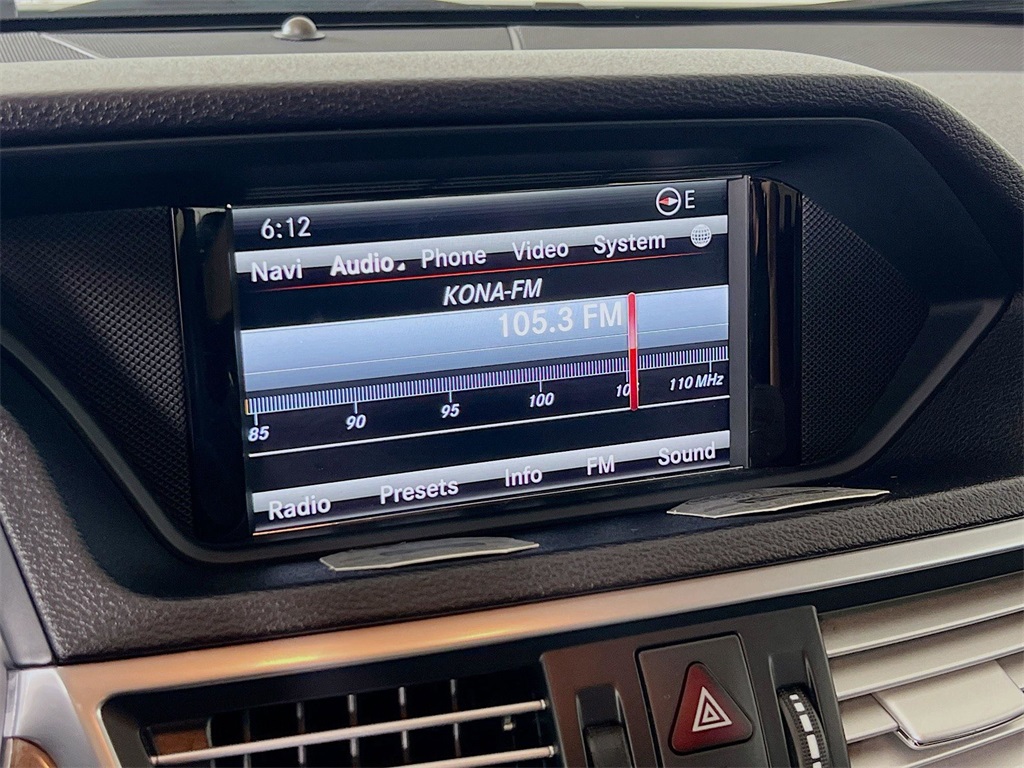 6:12 E
Navi Audio Phone Video System
KONA-FM
105.3 FM
85 90 95 100 110 MHz
Radio Presets Info FM Sound